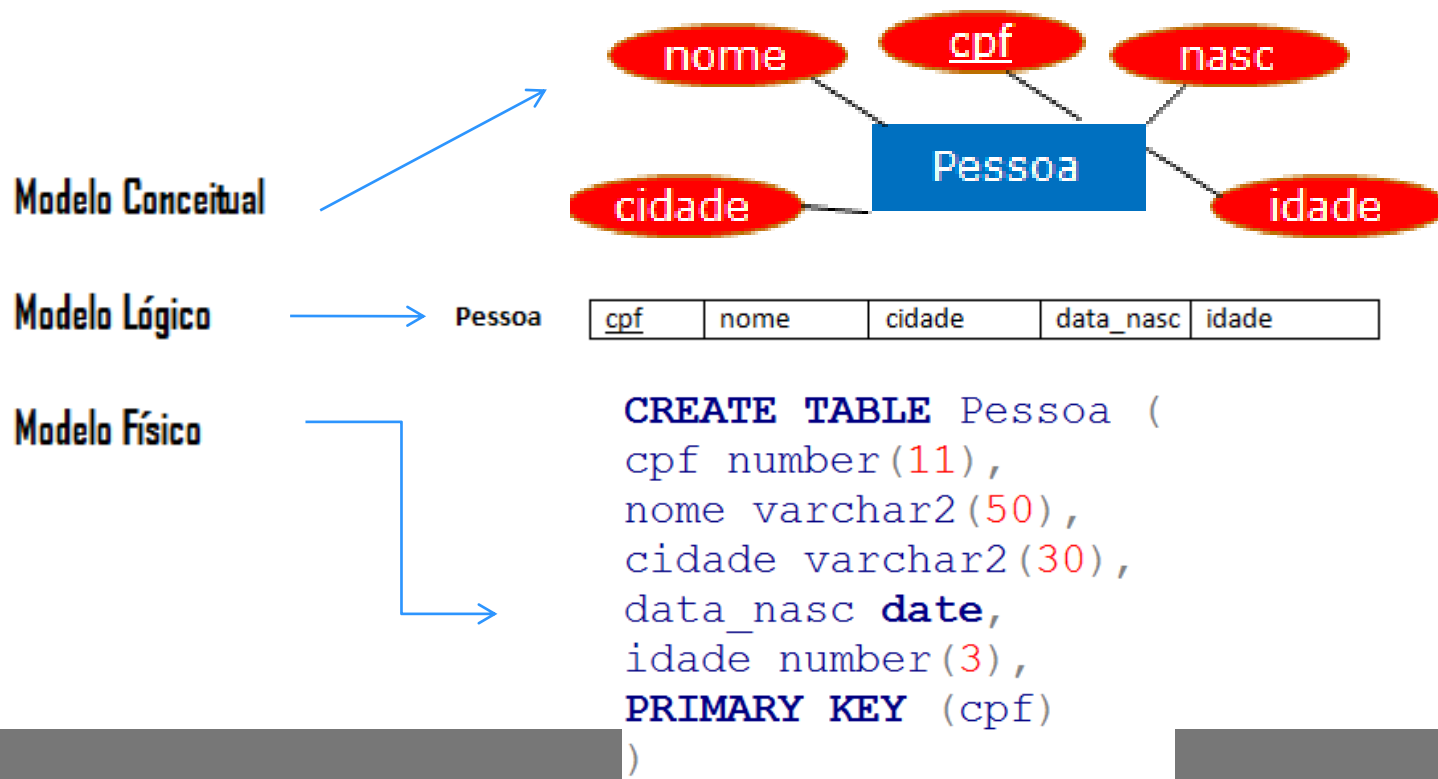 nome
cpf
nasc
Modelo Conceitual
Pessoa
cidade
idade
Modelo Lógico
Pessoa cpf nome cidade data_nasc idade
Modelo Físico
CREATE TABLE Pessoa (
cpf number(11),
nome varchar2(50),
cidade varchar2(30),
data_nasc date,
idade number(3),
PRIMARY KEY (cpf)
)